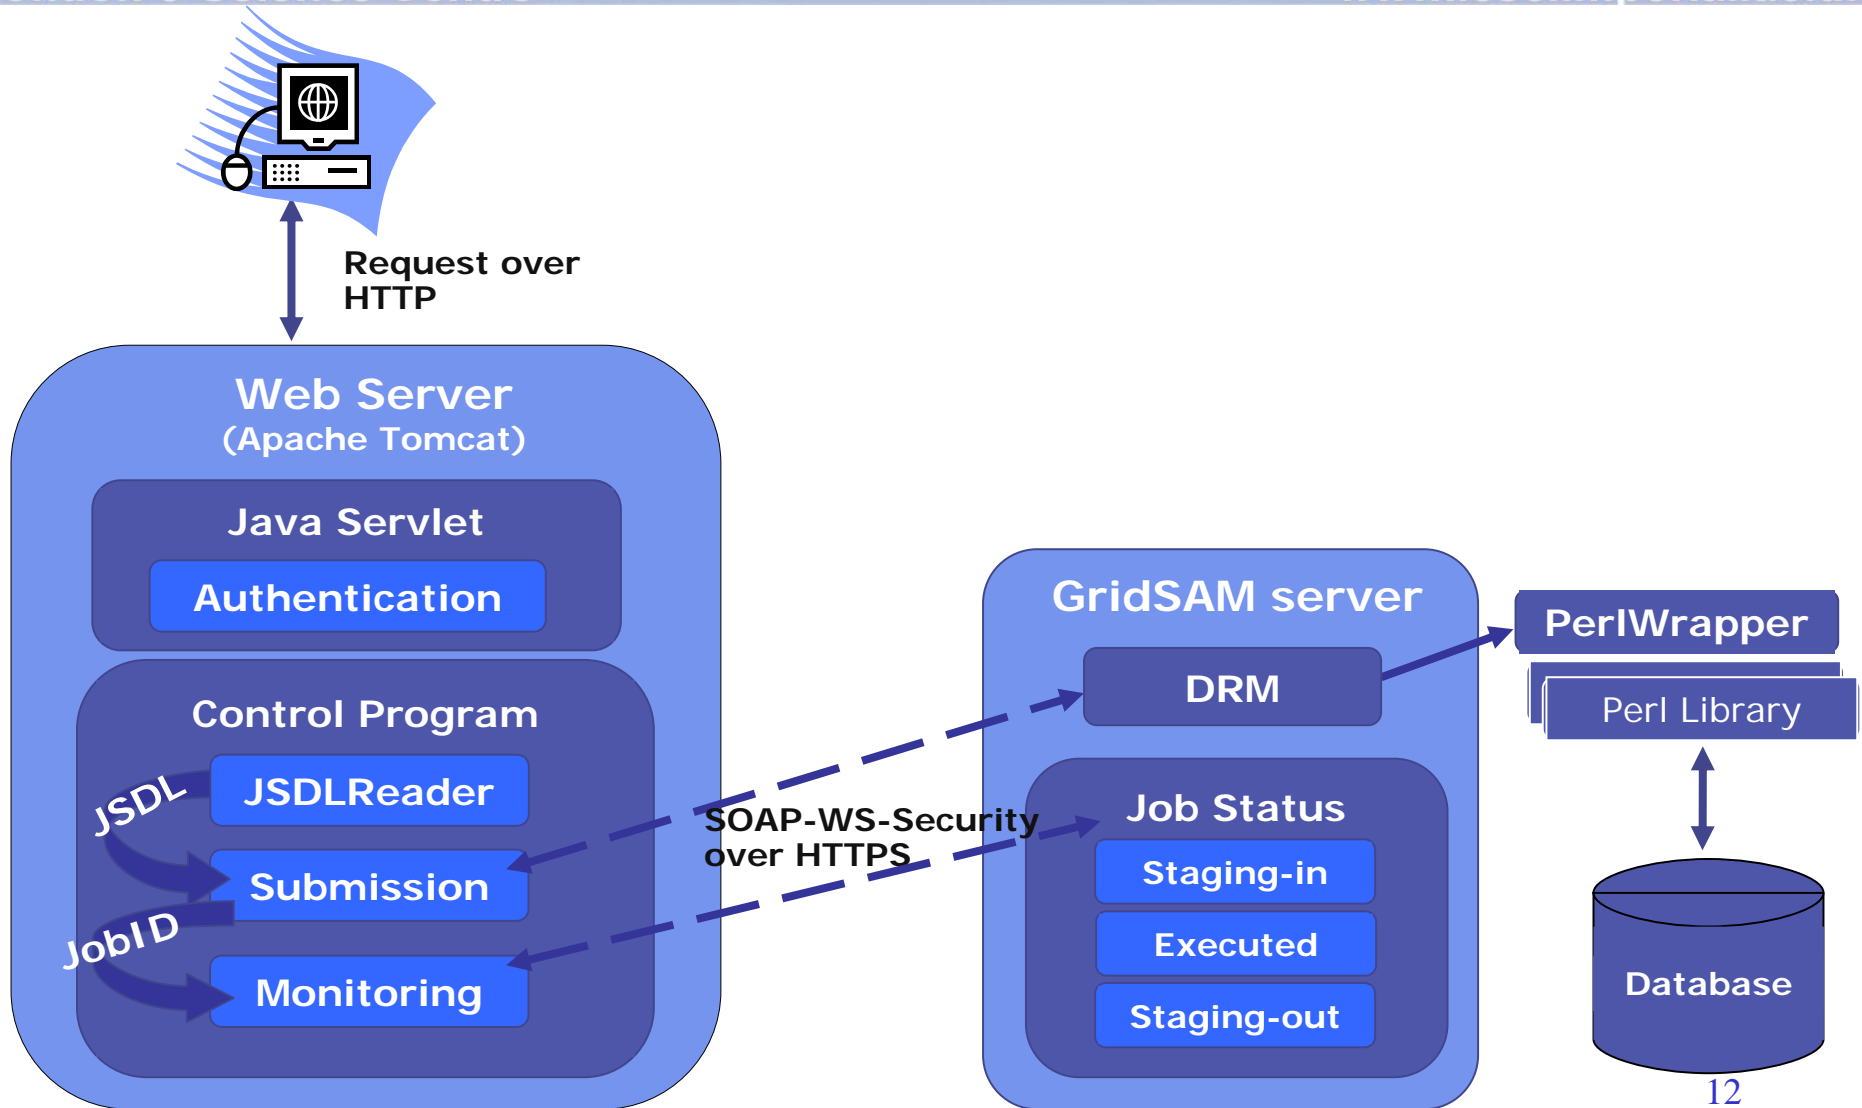 Request over
HTTP
Web Server
(Apache Tomcat)
Java Servlet
Authentication
Control Program
JSDLReader
JSDL
Submission
JobID
Monitoring
SOAP-WS-Security
over HTTPS
GridSAM server
DRM
Job Status
Staging-in
Executed
Staging-out
PerlWrapper
Perl Library
Database
12